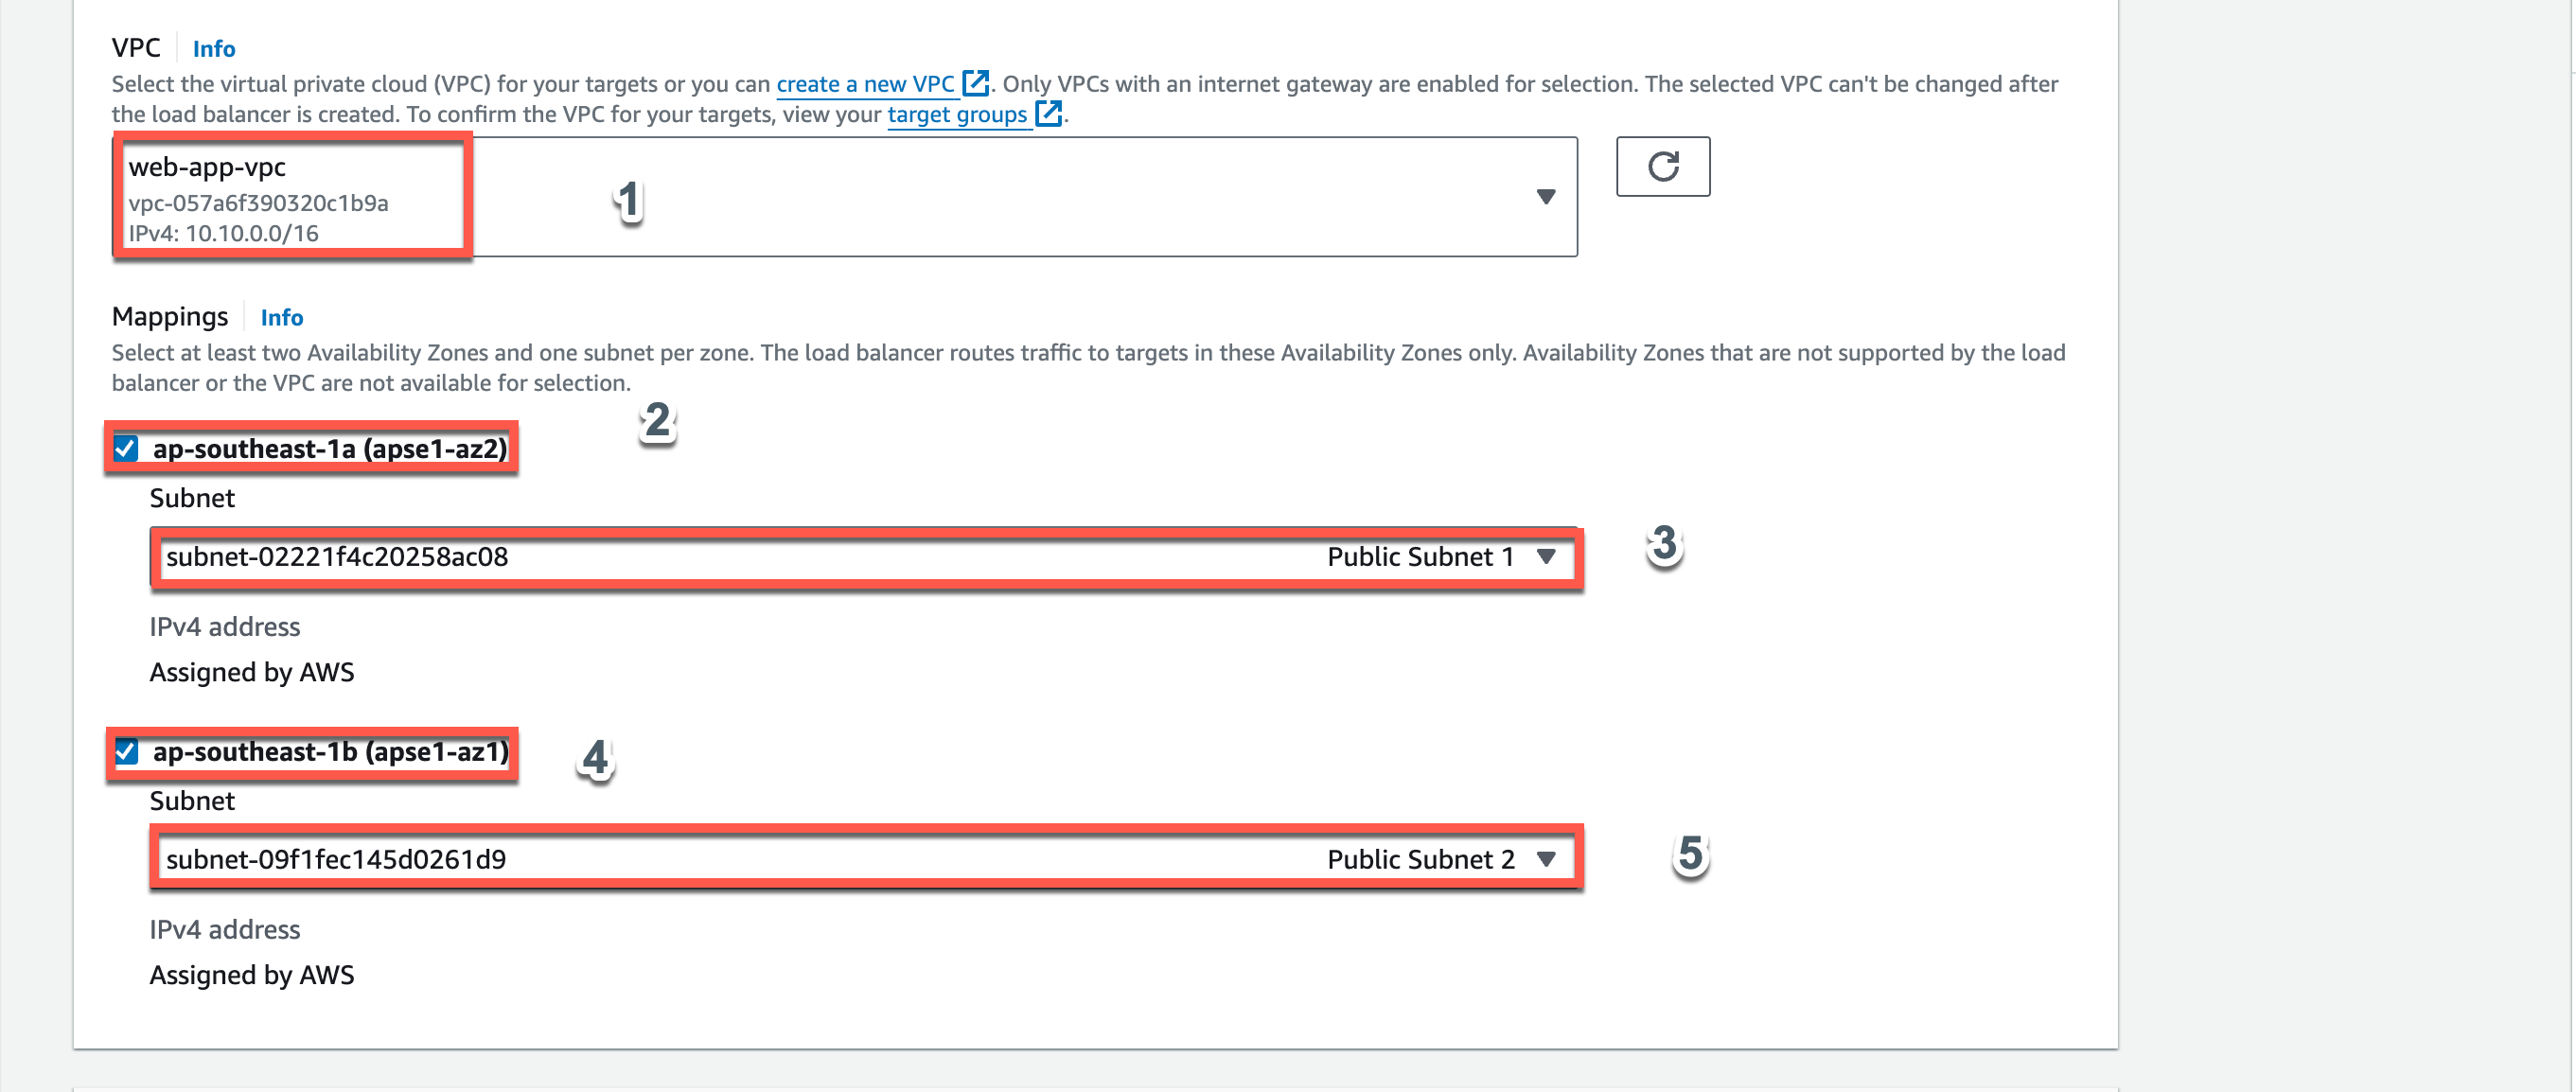 VPC Info
Select the virtual private cloud (VPC) for your targets or you can create a new VPC. Only VPCs with an internet gateway are enabled for selection. The selected VPC can't be changed after
the load balancer is created. To confirm the VPC for your targets, view your target groups.
web-app-vpc
vpc-057a6f390320c1b9a
1
IPv4: 10.10.0.0/16
Mappings Info
Select at least two Availability Zones and one subnet per zone. The load balancer routes traffic to targets in these Availability Zones only. Availability Zones that are not supported by the load
balancer or the VPC are not available for selection.
2
ap-southeast-1a (apse1-az2)
Subnet
subnet-02221f4c20258ac08 Public Subnet 1
3
IPv4 address
Assigned by AWS
ap-southeast-1b (apse1-az1)
4
Subnet
subnet-09f1fec145d0261d9 Public Subnet 2
5
IPv4 address
Assigned by AWS